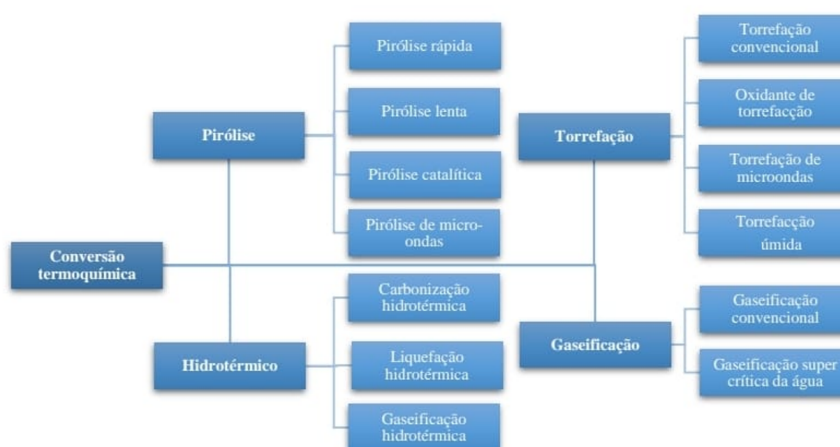 Conversão
termoquímica
Pirólise
Pirólise rápida
Pirólise lenta
Pirólise catalítica
Pirólise de micro-
ondas
Hidrotérmico
Carbonização
hidrotérmica
Liquefação
hidrotérmica
Gaseificação
hidrotérmica
Torrefação
Torrefação
convencional
Oxidante de
torrefacção
Torrefação de
microondas
Torrefacção
úmida
Gaseificação
Gaseificação
convencional
Gaseificação super
crítica da água